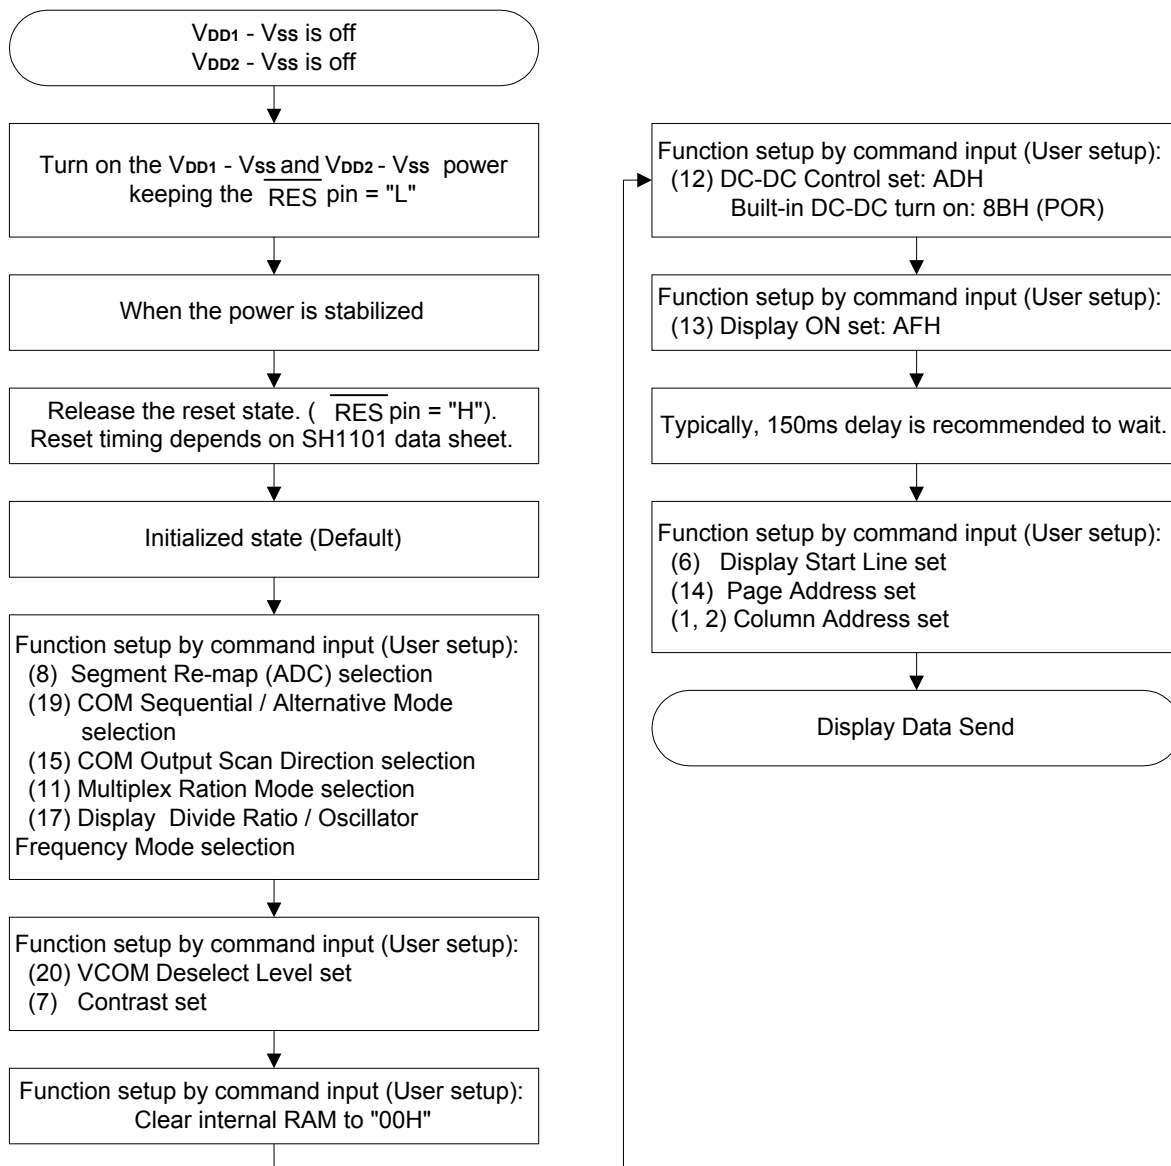 VDD1 - VSS is off
VDD2 - VSS is off
Turn on the VDD1 - VSS and VDD2 - VSS power
keeping the RES pin = "L"
When the power is stabilized
Release the reset state. ( RES pin = "H").
Reset timing depends on SH1101 data sheet.
Initialized state (Default)
Function setup by command input (User setup):
(8) Segment Re-map (ADC) selection
(19) COM Sequential / Alternative Mode
selection
(15) COM Output Scan Direction selection
(11) Multiplex Ration Mode selection
(17) Display Divide Ratio / Oscillator
Frequency Mode selection
Function setup by command input (User setup):
(20) VCOM Deselect Level set
(7) Contrast set
Function setup by command input (User setup):
Clear internal RAM to "00H"
Function setup by command input (User setup):
(12) DC-DC Control set: ADH
Built-in DC-DC turn on: 8BH (POR)
Function setup by command input (User setup):
(13) Display ON set: AFH
Typically, 150ms delay is recommended to wait.
Function setup by command input (User setup):
(6) Display Start Line set
(14) Page Address set
(1, 2) Column Address set
Display Data Send